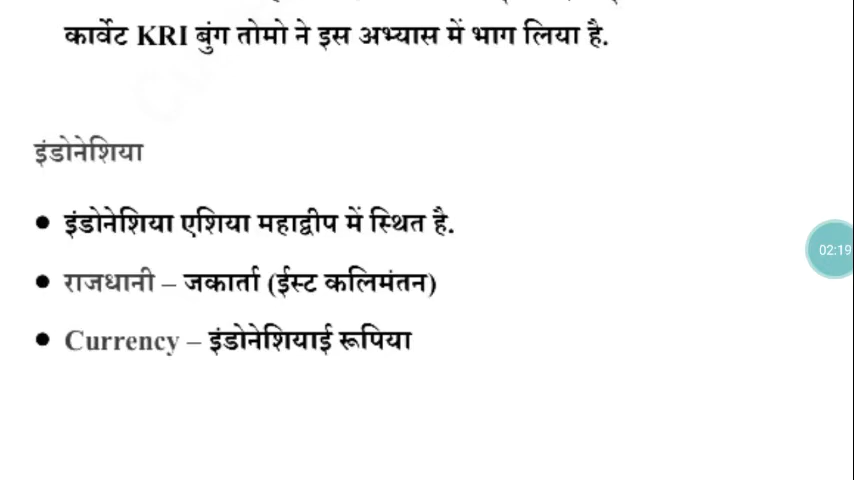 कार्वेट KRI बुंग तोमो ने इस अभ्यास में भाग लिया है.
इंडोनेशिया
● इंडोनेशिया एशिया महाद्वीप में स्थित है.
● राजधानी – जकार्ता (ईस्ट कलिमंतन)
● Currency – इंडोनेशियाई रूपिया
02:19